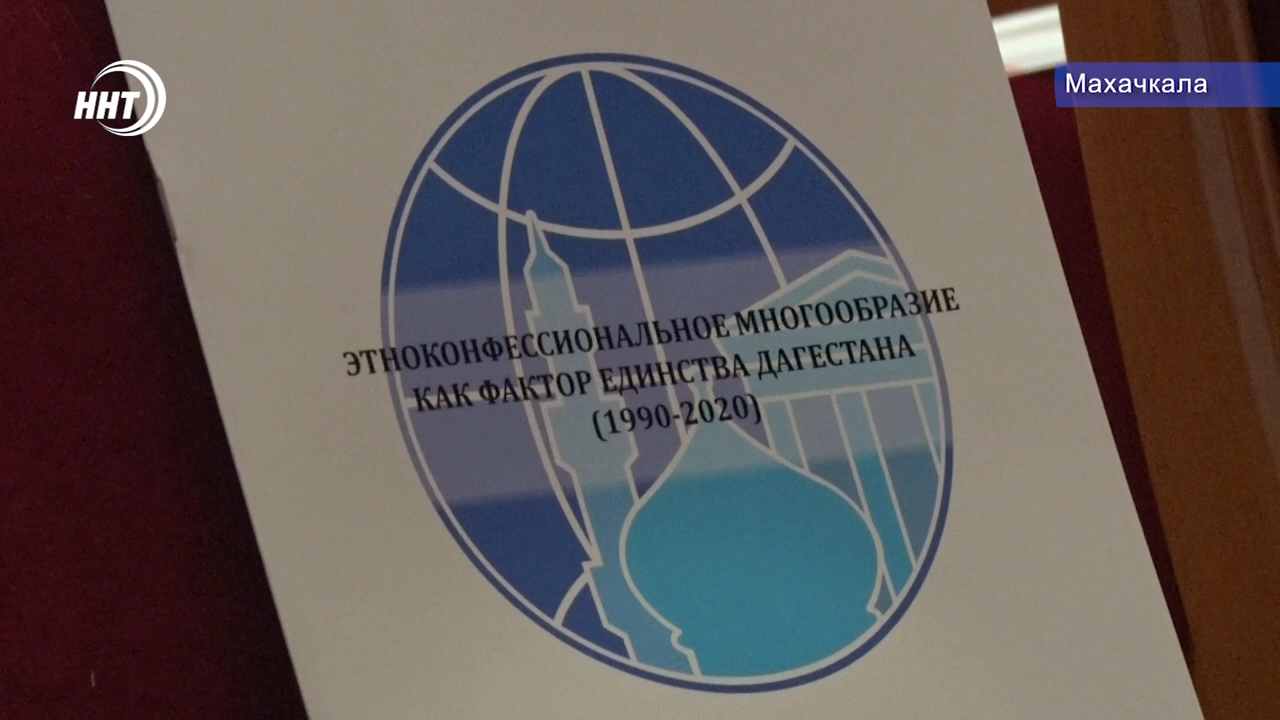 ННТ
Махачкала
ЭТНОКОНФЕССИОНАЛЬНОЕ МНОГООБРАЗИЕ
КАК ФАКТОР ЕДИНСТВА ДАГЕСТАНА
(1990-2020)